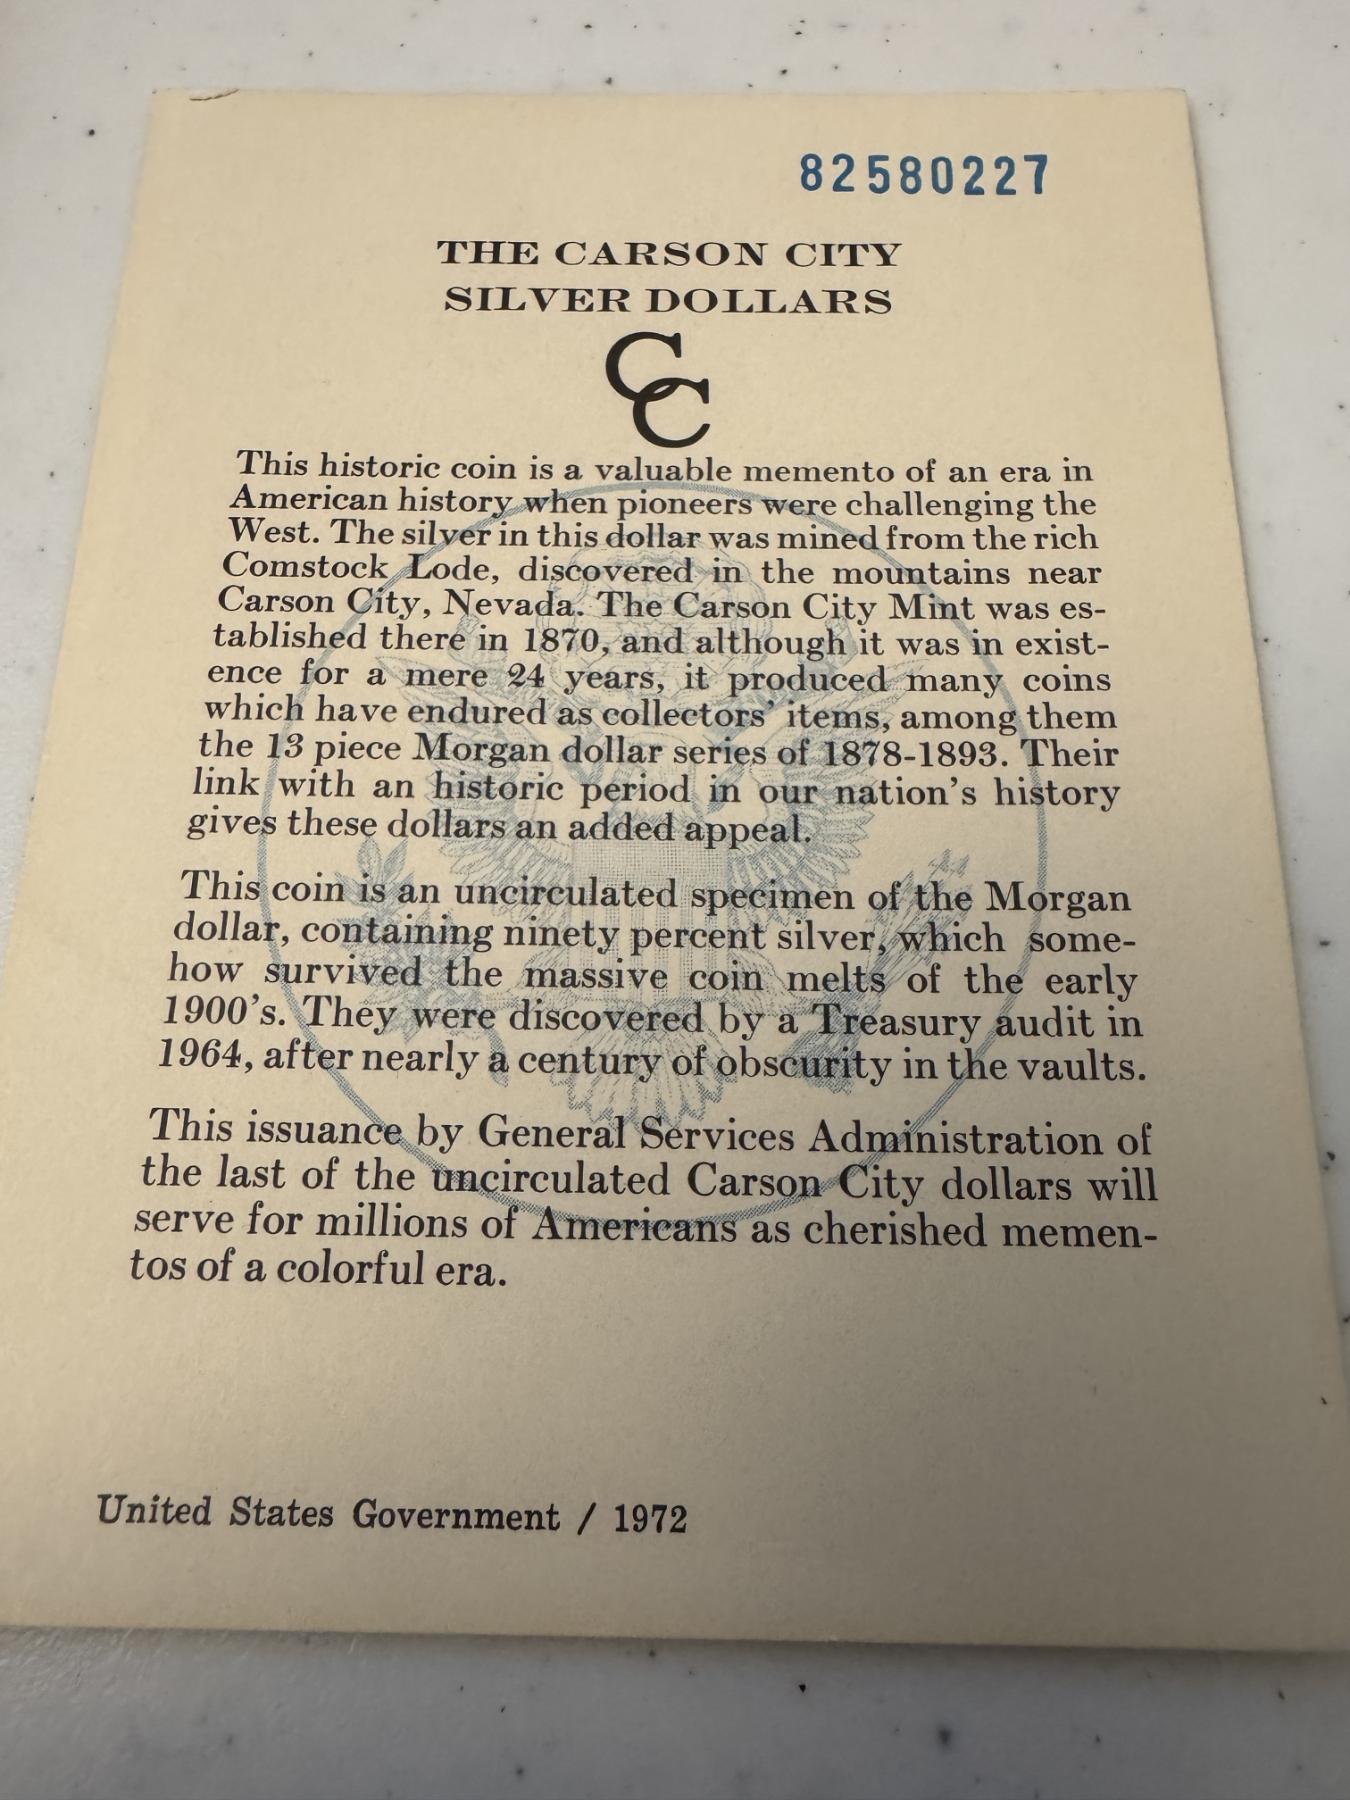 82580227
THE CARSON CITY
SILVER DOLLARS
CC
This historic coin is a valuable memento of an era in
American history when pioneers were challenging the
West. The silver in this dollar was mined from the rich
Comstock Lode, discovered in the mountains near
Carson City, Nevada. The Carson City Mint was es-
tablished there in 1870, and although it was in exist-
ence for a mere 24 years, it produced many coins
which have endured as collectors' items, among them
the 13 piece Morgan dollar series of 1878-1893. Their
link with an historic period in our nation's history
gives these dollars an added appeal.
This coin is an uncirculated specimen of the Morgan
dollar, containing ninety percent silver, which some-
how survived the massive coin melts of the early
1900's. They were discovered by a Treasury audit in
1964, after nearly a century of obscurity in the vaults.
This issuance by General Services Administration of
the last of the uncirculated Carson City dollars will
serve for millions of Americans as cherished memen-
tos of a colorful era.
United States Government / 1972